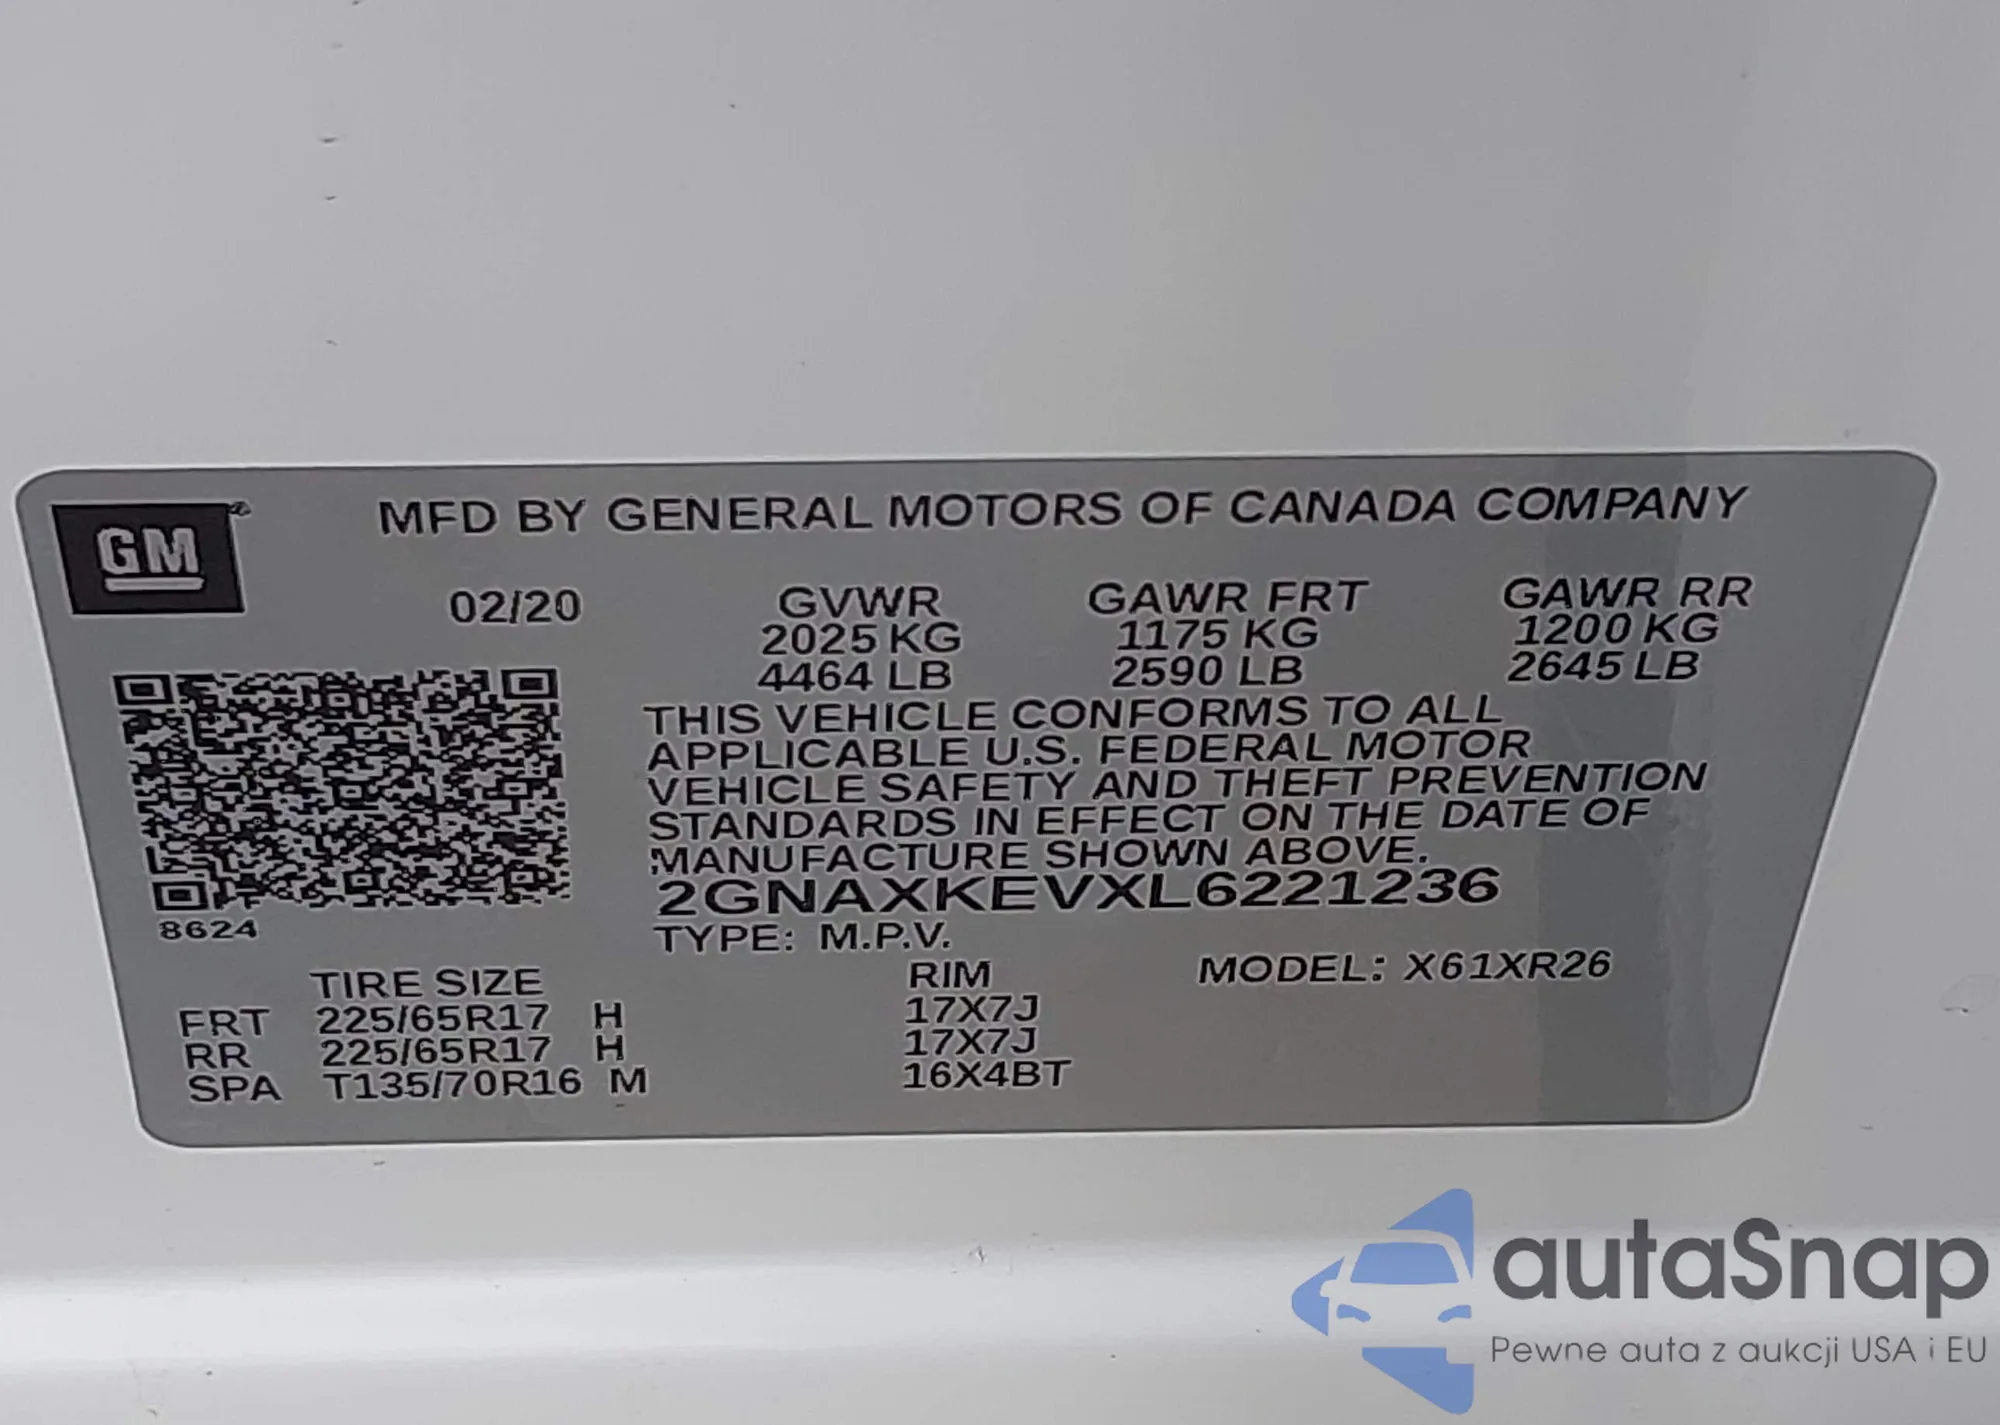 GM
MFD BY GENERAL MOTORS OF CANADA COMPANY
02/20 GVWR GAWR FRT GAWR RR
2025 KG 1175 KG 1200 KG
4464 LB 2590 LB 2645 LB
THIS VEHICLE CONFORMS TO ALL
APPLICABLE U.S. FEDERAL MOTOR
VEHICLE SAFETY AND THEFT PREVENTION
STANDARDS IN EFFECT ON THE DATE OF
MANUFACTURE SHOWN ABOVE.
2GNAXKEVXL6221236
8624
TYPE: M.P.V.
TIRE SIZE RIM MODEL: X61XR26
FRT 225/65R17 H 17X7J
RR 225/65R17 H 17X7J
SPA T135/70R16 M 16X4BT
autaSnap
Pewne auta z aukcji USA i EU